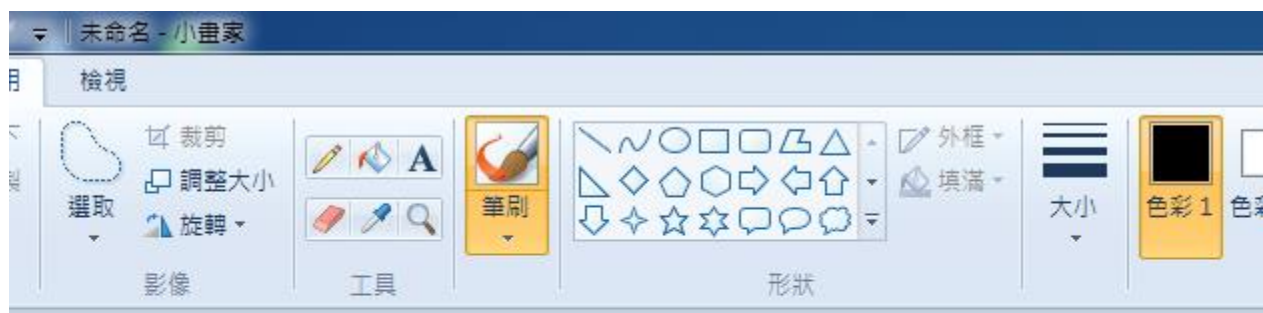 未命名 - 小畫家
檢視
裁剪
調整大小
選取
旋轉
影像
A
工具
筆刷
外框
填滿
形狀
大小
色彩 1